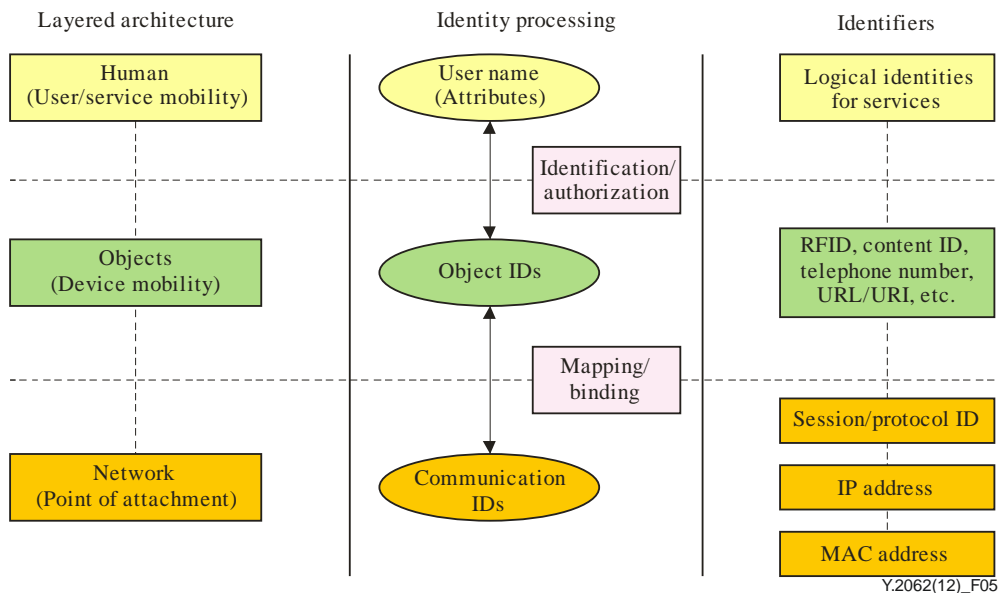 Layered architecture
Identity processing
Identifiers
Human
(User/service mobility)
User name
(Attributes)
Logical identities
for services
Identification/
authorization
Objects
(Device mobility)
Object IDs
RFID, content ID,
telephone number,
URL/URI, etc.
Mapping/
binding
Session/protocol ID
Network
(Point of attachment)
Communication
IDs
IP address
MAC address
Y.2062(12)_F05